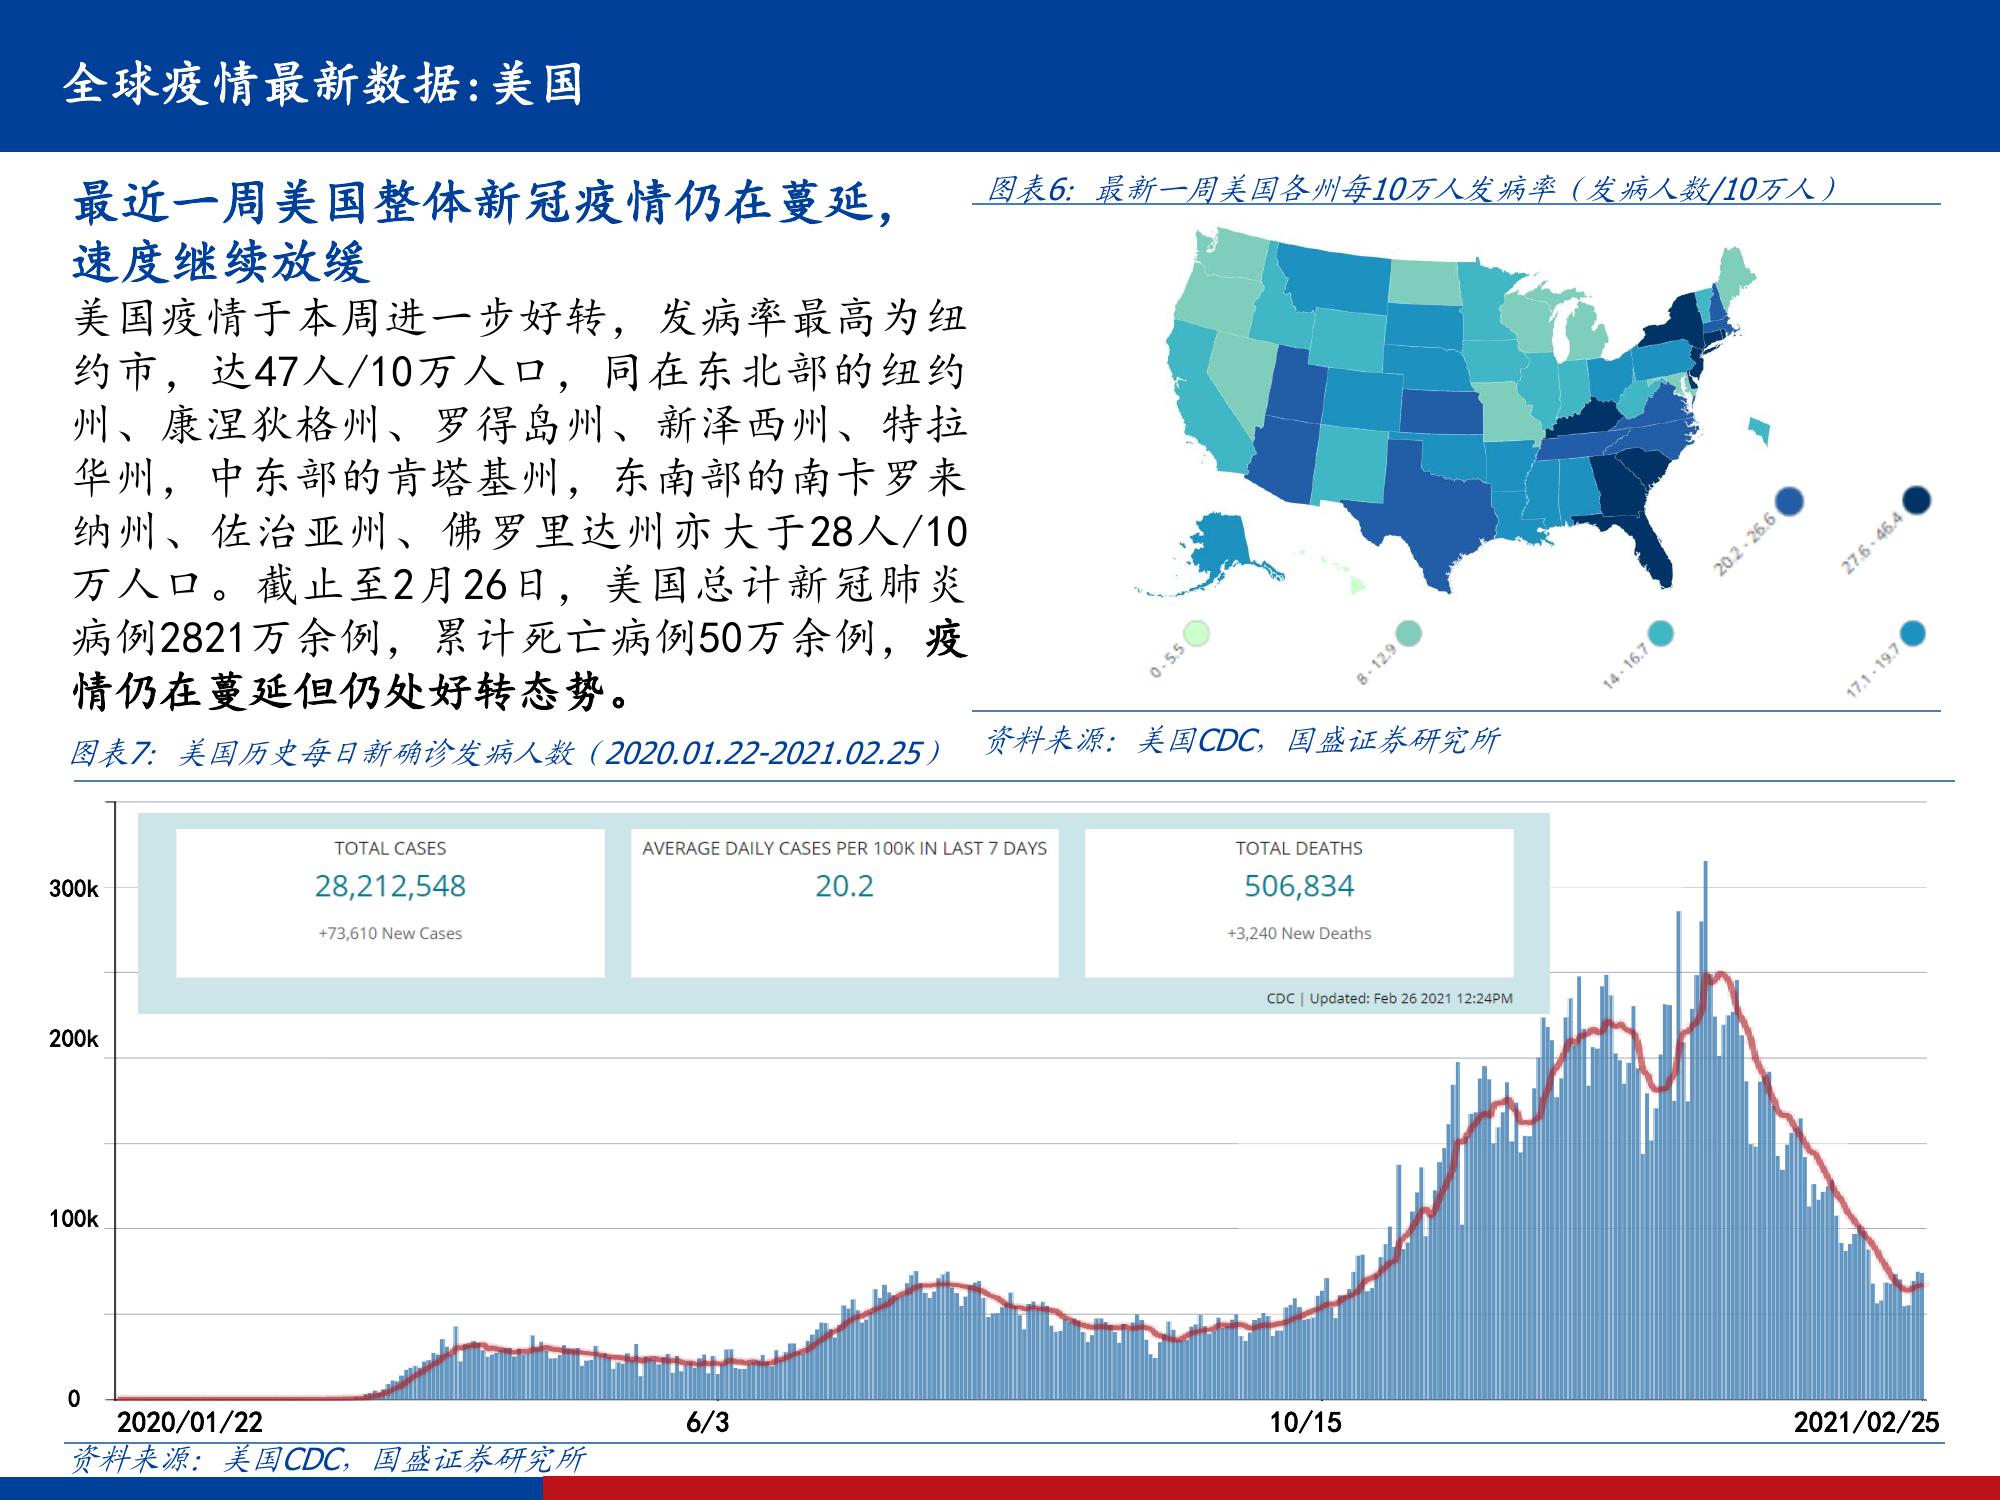 全球疫情最新数据:美国
最近一周美国整体新冠疫情仍在蔓延,
速度继续放缓
美国疫情于本周进一步好转，发病率最高为纽
约市，达47人/10万人口，同在东北部的纽约
州、康涅狄格州、罗得岛州、新泽西州、特拉
华州，中东部的肯塔基州，东南部的南卡罗来
纳州、佐治亚州、佛罗里达州亦大于28人/10
万人口。截止至2月26日，美国总计新冠肺炎
病例2821万余例，累计死亡病例50万余例，疫
情仍在蔓延但仍处好转态势。
图表6：最新一周美国各州每10万人发病率（发病人数/10万人）
20.2 - 26.6
27.6 - 46.4
0 - 5.5
8 - 12.9
14 - 16.7
17.1 - 19.7
资料来源：美国CDC，国盛证券研究所
图表7：美国历史每日新确诊发病人数（2020.01.22-2021.02.25）
TOTAL CASES
28,212,548
+73,610 New Cases
AVERAGE DAILY CASES PER 100K IN LAST 7 DAYS
20.2
TOTAL DEATHS
506,834
+3,240 New Deaths
CDC | Updated: Feb 26 2021 12:24PM
300k
200k
100k
0
2020/01/22
6/3
10/15
2021/02/25
资料来源：美国CDC，国盛证券研究所